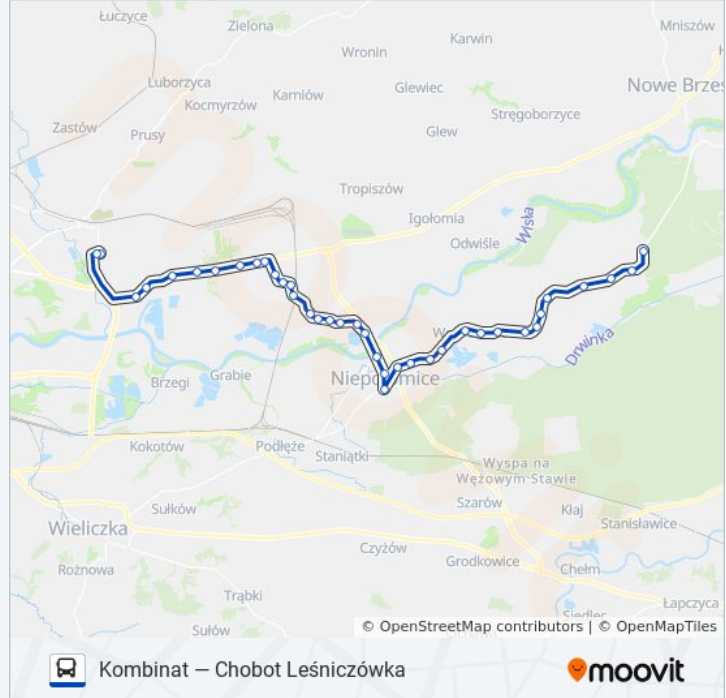 Łuczyce
Zielona
Mniszów
Karwin
Wronin
Luborzyca
Karniów
Glewiec
Nowe Brzes
Kocmyrzów
Stręgoborzyce
Zastów
Prusy
Glew
Tropiszów
Igołomia
Wisła
Odwiśle
Drwinka
Brzegi
Grabie
Niepołomice
Kokotów
Podłęże
Staniątki
Wyspa na
Wężowym Stawie
Szarów
Sułków
Kłaj
Stanisławice
Wieliczka
Czyżów
Grodkowice
Chełm
Rożnowa
Trąbki
Siedlec
Łapczyca
Sułów
© OpenStreetMap contributors | © OpenMapTiles
Kombinat — Chobot Leśniczówka
moovit